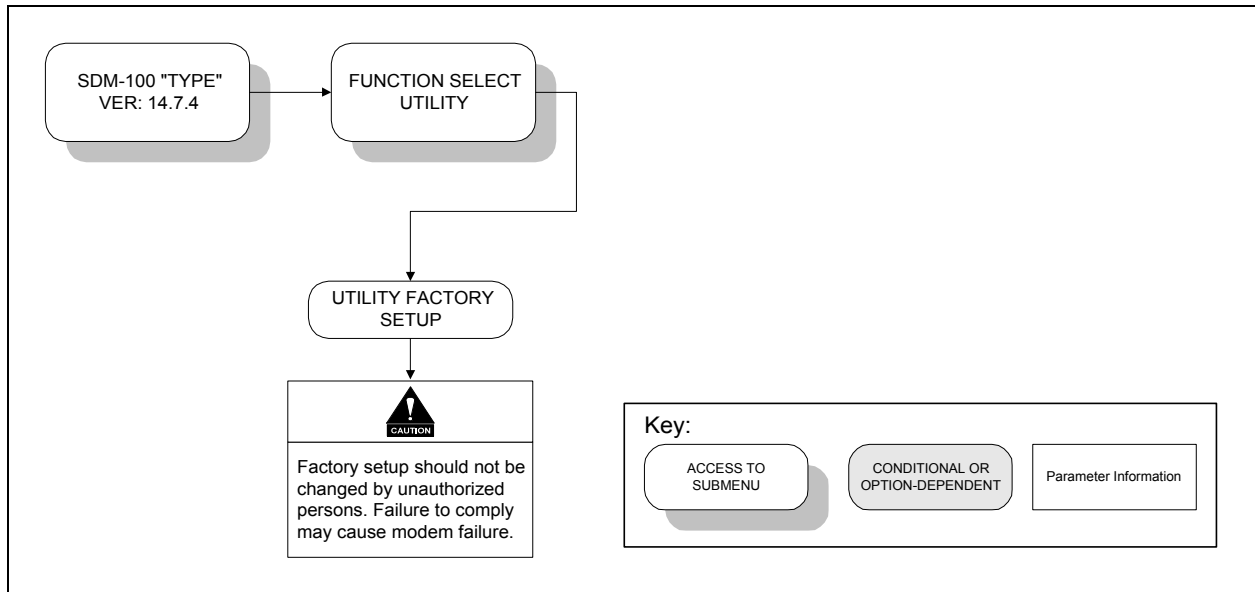 SDM-100 "TYPE"
VER: 14.7.4
FUNCTION SELECT
UTILITY
UTILITY FACTORY
SETUP
CAUTION
Factory setup should not be
changed by unauthorized
persons. Failure to comply
may cause modem failure.
Key:
ACCESS TO
SUBMENU
CONDITIONAL OR
OPTION-DEPENDENT
Parameter Information